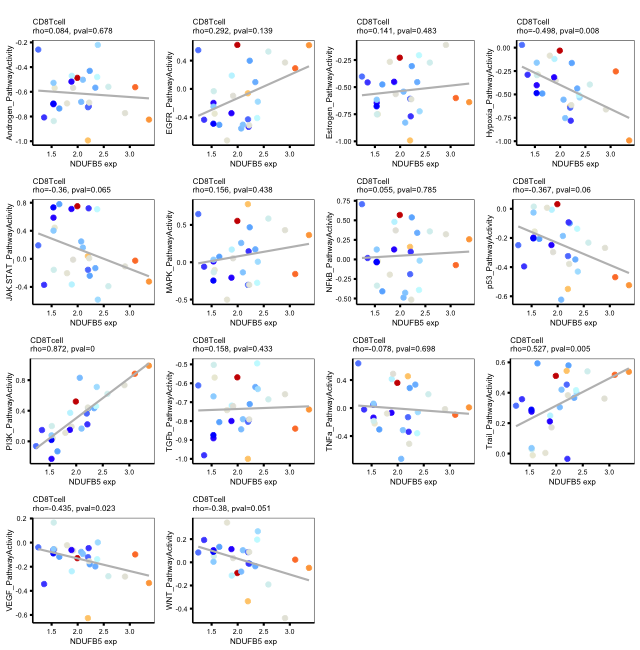 CD8Tcell
rho=0.084, pval=0.678
Androgen_PathwayActivity
-0.2
-0.4
-0.6
-0.8
-1.0
1.5 2.0 2.5 3.0
NDUFB5 exp
CD8Tcell
rho=0.292, pval=0.139
EGFR_PathwayActivity
0.4
0.0
-0.4
-0.8
1.5 2.0 2.5 3.0
NDUFB5 exp
CD8Tcell
rho=0.141, pval=0.483
Estrogen_PathwayActivity
-0.25
-0.50
-0.75
-1.00
1.5 2.0 2.5 3.0
NDUFB5 exp
CD8Tcell
rho=-0.498, pval=0.008
Hypoxia_PathwayActivity
0.00
-0.25
-0.50
-0.75
-1.00
1.5 2.0 2.5 3.0
NDUFB5 exp
CD8Tcell
rho=-0.36, pval=0.065
JAK-STAT_PathwayActivity
0.8
0.4
0.0
-0.4
1.5 2.0 2.5 3.0
NDUFB5 exp
CD8Tcell
rho=0.156, pval=0.438
MAPK_PathwayActivity
0.5
0.0
-0.5
1.5 2.0 2.5 3.0
NDUFB5 exp
CD8Tcell
rho=0.055, pval=0.785
NFkB_PathwayActivity
0.75
0.50
0.25
0.00
-0.25
-0.50
1.5 2.0 2.5 3.0
NDUFB5 exp
CD8Tcell
rho=-0.367, pval=0.06
p53_PathwayActivity
0.0
-0.2
-0.4
-0.6
1.5 2.0 2.5 3.0
NDUFB5 exp
CD8Tcell
rho=0.872, pval=0
PI3K_PathwayActivity
0.8
0.4
0.0
1.5 2.0 2.5 3.0
NDUFB5 exp
CD8Tcell
rho=0.158, pval=0.433
TGFb_PathwayActivity
-0.5
-0.6
-0.7
-0.8
-0.9
-1.0
1.5 2.0 2.5 3.0
NDUFB5 exp
CD8Tcell
rho=-0.078, pval=0.698
TNFa_PathwayActivity
0.4
0.0
-0.4
1.5 2.0 2.5 3.0
NDUFB5 exp
CD8Tcell
rho=0.527, pval=0.005
Trail_PathwayActivity
0.6
0.4
0.2
0.0
1.5 2.0 2.5 3.0
NDUFB5 exp
CD8Tcell
rho=-0.435, pval=0.023
VEGF_PathwayActivity
0.2
0.0
-0.2
-0.4
-0.6
1.5 2.0 2.5 3.0
NDUFB5 exp
CD8Tcell
rho=-0.38, pval=0.051
WNT_PathwayActivity
0.2
0.0
-0.2
-0.4
1.5 2.0 2.5 3.0
NDUFB5 exp